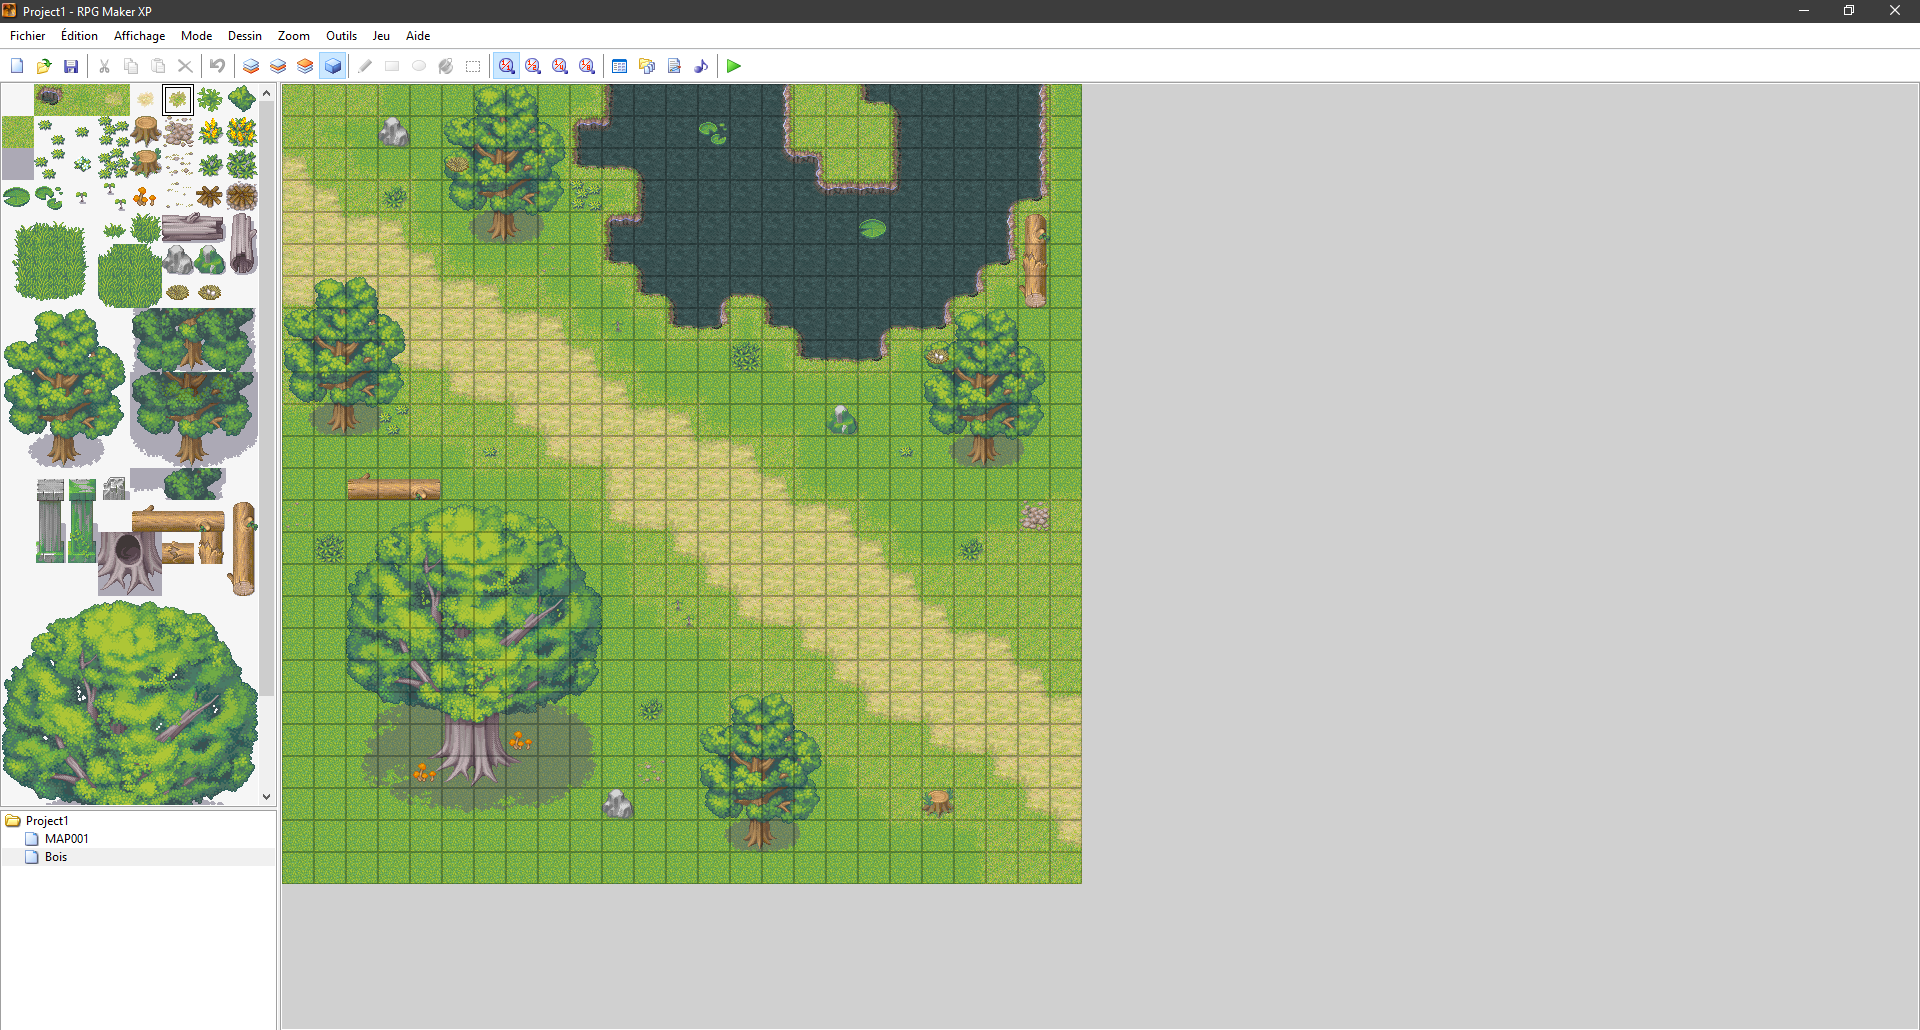 Project1 - RPG Maker XP
Fichier Édition Affichage Mode Dessin Zoom Outils Jeu Aide
Project1
MAP001
Bois